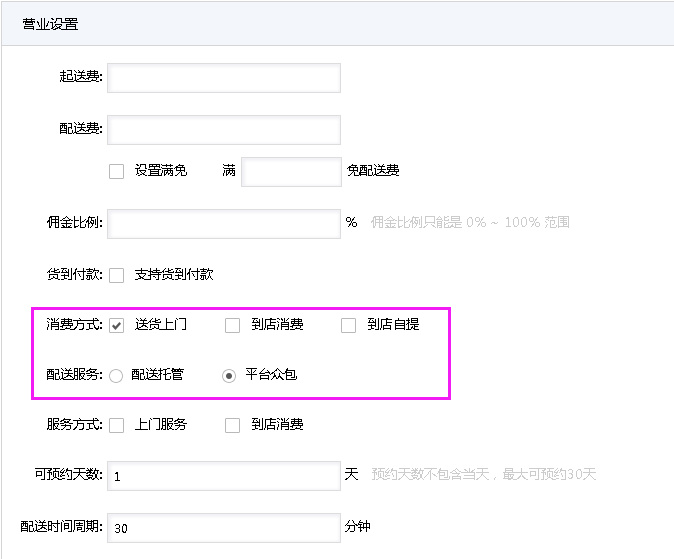 营业设置
起送费:
配送费:
设置满免 满 免配送费
佣金比例: % 佣金比例只能是 0% ~ 100% 范围
货到付款: 支持货到付款
消费方式: 送货上门 到店消费 到店自提
配送服务: 配送托管 平台众包
服务方式: 上门服务 到店消费
可预约天数: 1 天 预约天数不包含当天，最大可预约30天
配送时间周期: 30 分钟